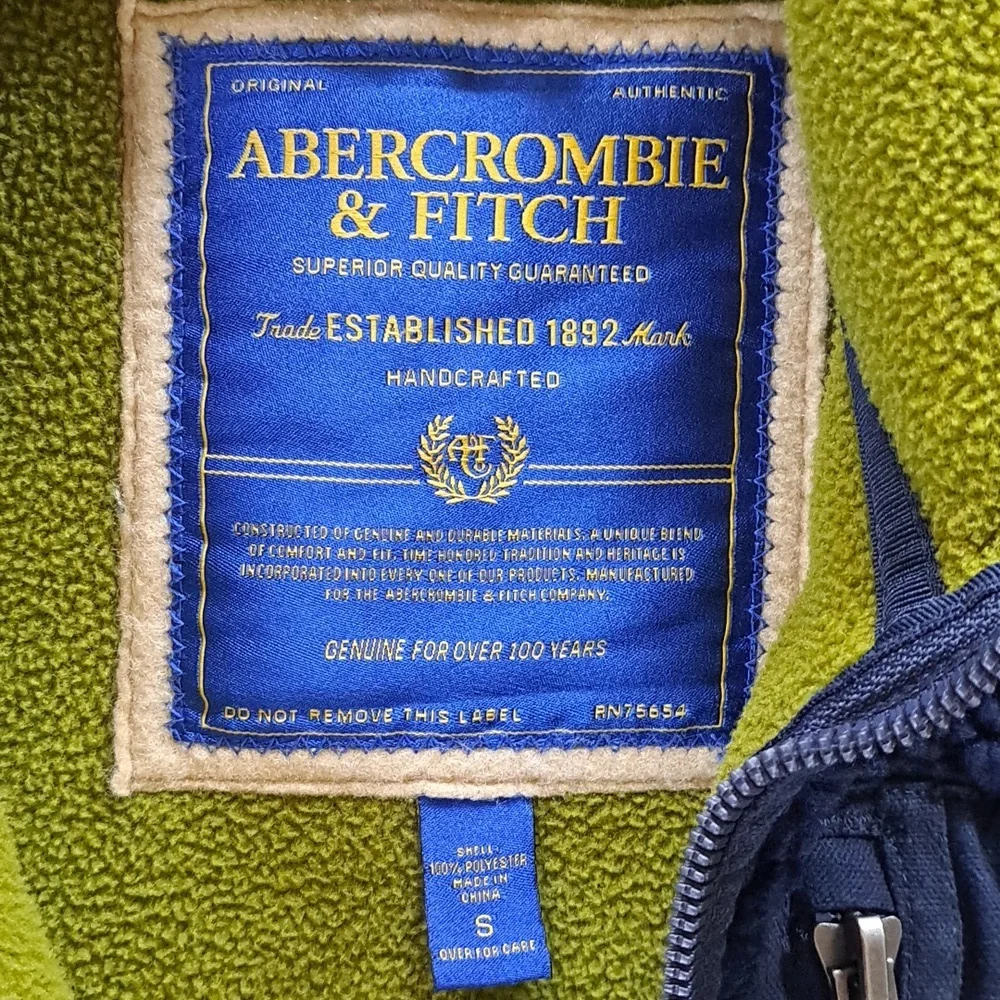 ORIGINAL AUTHENTIC
ABERCROMBIE
& FITCH
SUPERIOR QUALITY GUARANTEED
Trade ESTABLISHED 1892 Mark
HANDCRAFTED
AFC
CONSTRUCTED OF GENUINE AND DURABLE MATERIALS. A UNIQUE BLEND
OF COMFORT AND FIT. TIME HONORED TRADITION AND HERITAGE IS
INCORPORATED INTO EVERY ONE OF OUR PRODUCTS. MANUFACTURED
FOR THE ABERCROMBIE & FITCH COMPANY.
GENUINE FOR OVER 100 YEARS
DO NOT REMOVE THIS LABEL RN75654
SHELL
100% POLYESTER
MADE IN
CHINA
S
OVER FOR CARE